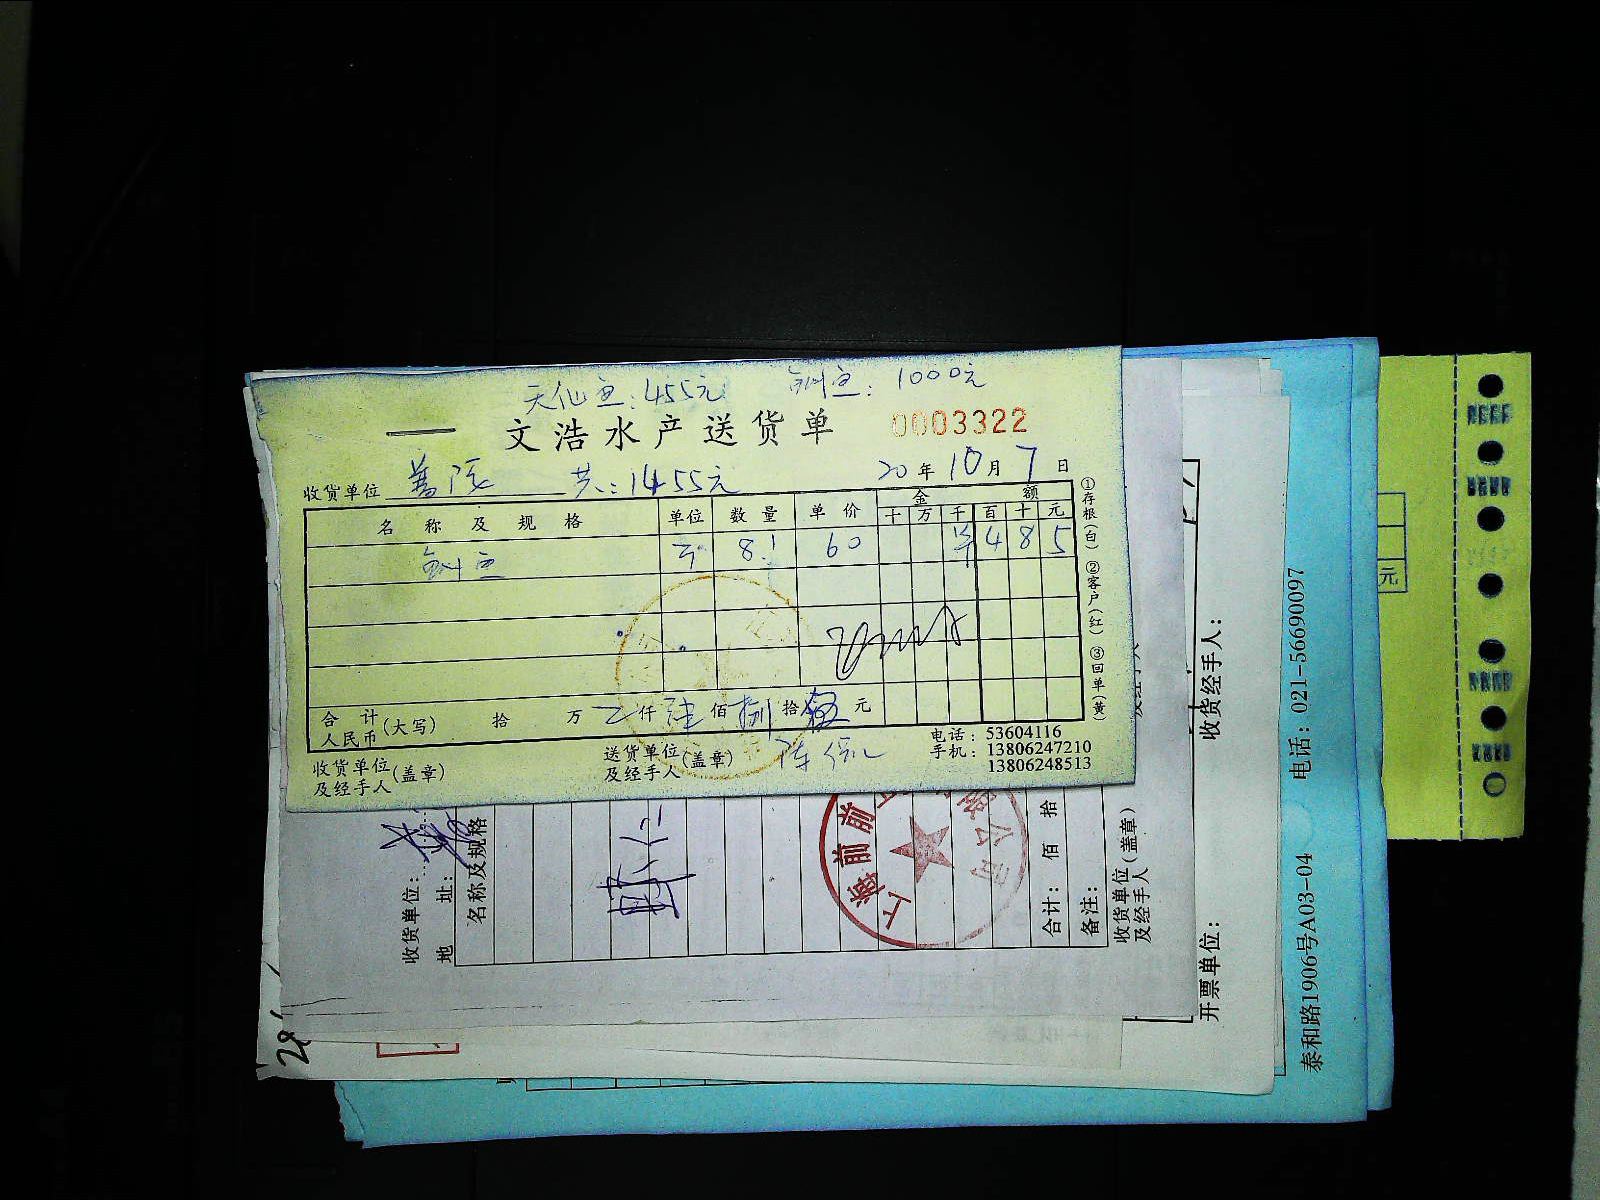 天仙鱼:455元 鲥鱼:1000元
文浩水产送货单
0003322
收货单位 共:1455元 20年10月7日
名称及规格 单位 数量 单价 金额
十 万 千 百 十 元
鲥鱼 8.1 60 4 8 5
①存根(白) ②客户(红) ③回单(黄)
合计人民币(大写) 拾 万 仟 陆 佰 捌 拾 伍 元
收货单位及经手人(盖章)
送货单位及经手人(盖章)
电话:53604116
手机:13806247210
13806248513
收货单位:
地址:
名称及规格
合计: 佰 拾
备注:
收货单位及经手人(盖章)
开票单位:
收货经手人:
泰和路1906号A03-04 电话:021-56690097
元